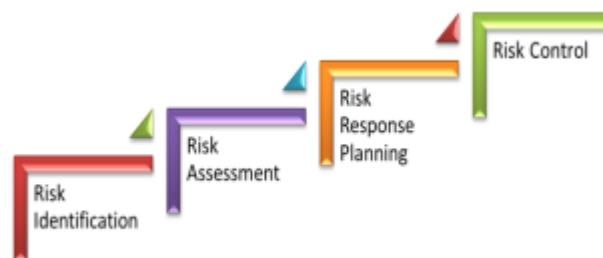 Risk
Identification
Risk
Assessment
Risk
Response
Planning
Risk Control